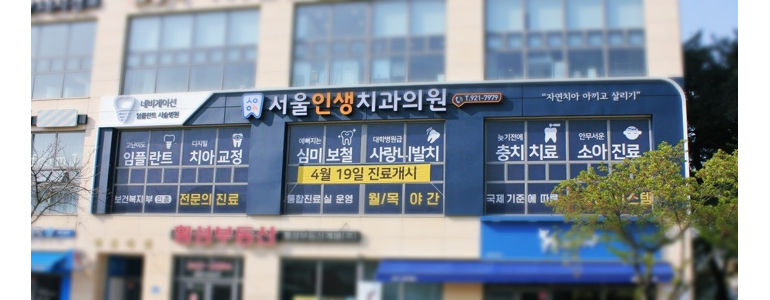 네비게이션
임플란트 시술병원
서울인생치과의원
T.921-7979
"자연치아 아끼고 살리기"
고난이도
임플란트
디지털
치아교정
예뻐지는
심미보철
대학병원급
사랑니발치
늦기전에
충치치료
안무서운
소아진료
4월 19일 진료개시
보건복지부 인증 전문의 진료
통합진료실 운영 월/목 야간
국제기준에 따른